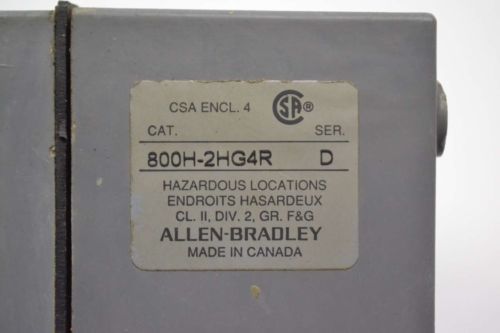 CSA ENCL. 4 CSA ®
CAT. SER.
800H-2HG4R D
HAZARDOUS LOCATIONS
ENDROITS HASARDEUX
CL. II, DIV. 2, GR. F&G
ALLEN-BRADLEY
MADE IN CANADA